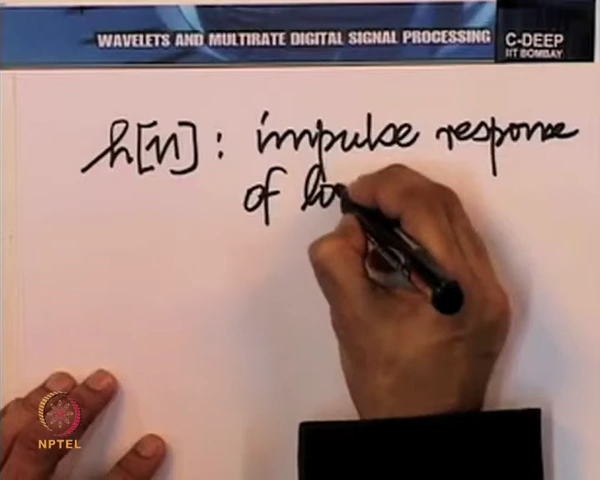 WAVELETS AND MULTIRATE DIGITAL SIGNAL PROCESSING
C-DEEP
IIT BOMBAY
h[n] : impulse response
of
NPTEL